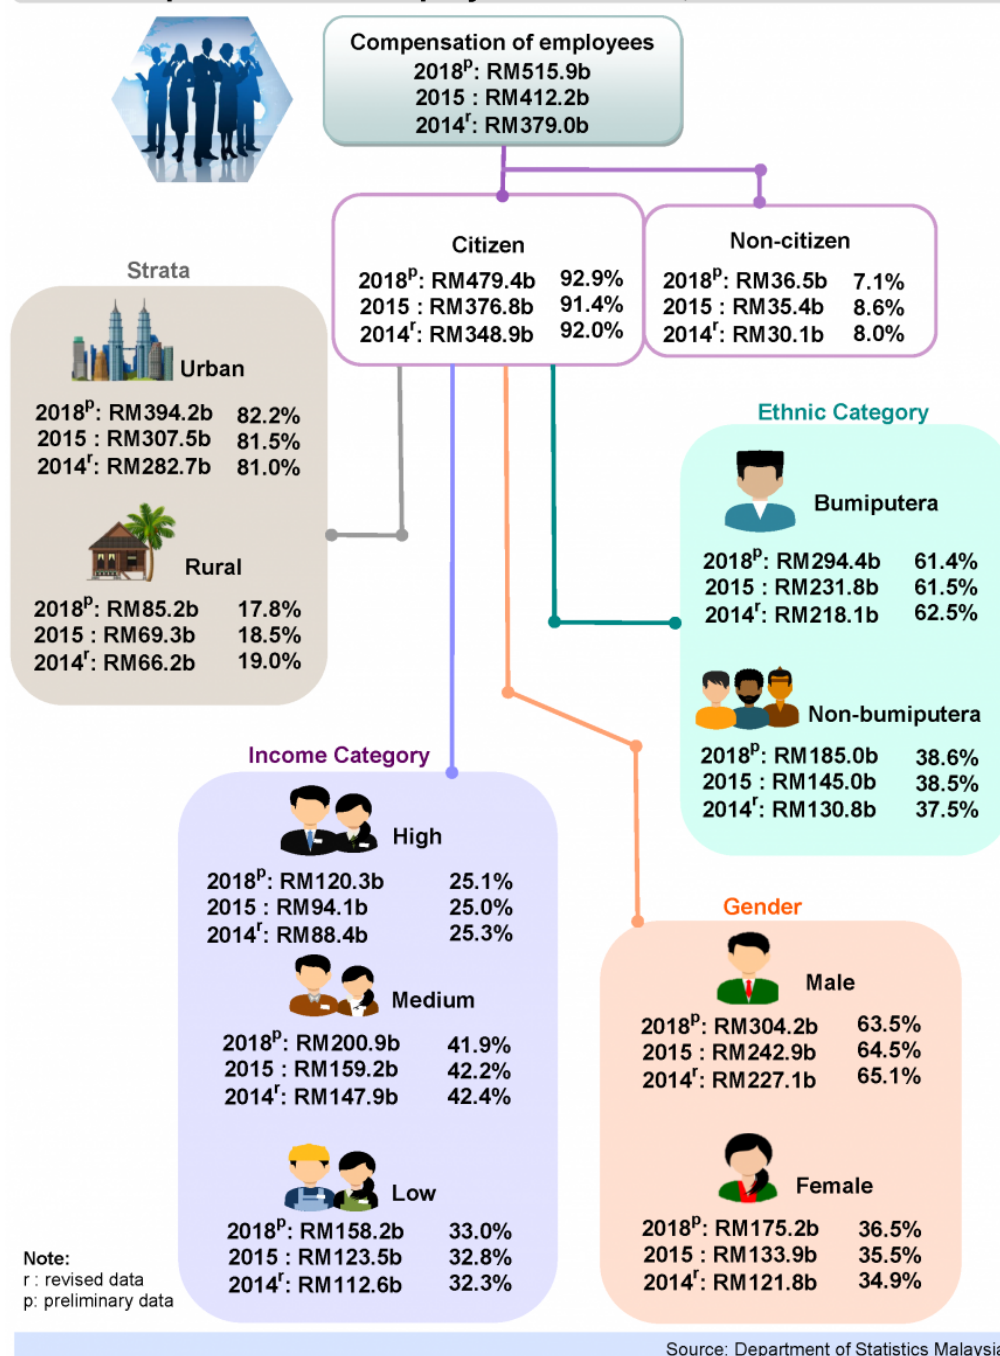 Compensation of employees
2018p: RM515.9b
2015 : RM412.2b
2014r: RM379.0b
Citizen
2018p: RM479.4b 92.9%
2015 : RM376.8b 91.4%
2014r: RM348.9b 92.0%
Non-citizen
2018p: RM36.5b 7.1%
2015 : RM35.4b 8.6%
2014r: RM30.1b 8.0%
Strata
Urban
2018p: RM394.2b 82.2%
2015 : RM307.5b 81.5%
2014r: RM282.7b 81.0%
Rural
2018p: RM85.2b 17.8%
2015 : RM69.3b 18.5%
2014r: RM66.2b 19.0%
Ethnic Category
Bumiputera
2018p: RM294.4b 61.4%
2015 : RM231.8b 61.5%
2014r: RM218.1b 62.5%
Non-bumiputera
2018p: RM185.0b 38.6%
2015 : RM145.0b 38.5%
2014r: RM130.8b 37.5%
Income Category
High
2018p: RM120.3b 25.1%
2015 : RM94.1b 25.0%
2014r: RM88.4b 25.3%
Medium
2018p: RM200.9b 41.9%
2015 : RM159.2b 42.2%
2014r: RM147.9b 42.4%
Low
2018p: RM158.2b 33.0%
2015 : RM123.5b 32.8%
2014r: RM112.6b 32.3%
Gender
Male
2018p: RM304.2b 63.5%
2015 : RM242.9b 64.5%
2014r: RM227.1b 65.1%
Female
2018p: RM175.2b 36.5%
2015 : RM133.9b 35.5%
2014r: RM121.8b 34.9%
Note:
r : revised data
p: preliminary data
Source: Department of Statistics Malaysia